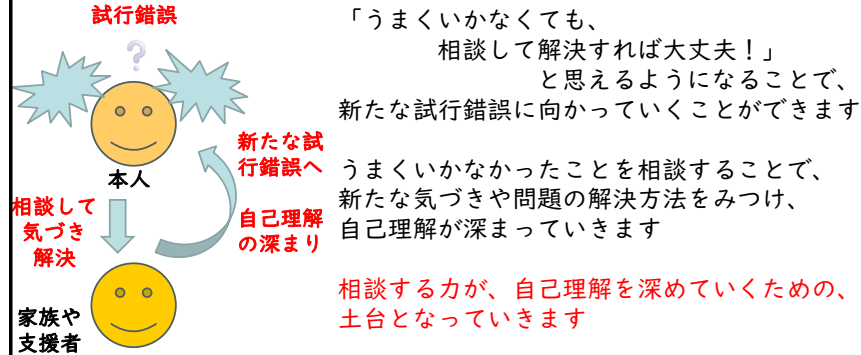 試行錯誤
?
本人
相談して
気づき
解決
新たな試
行錯誤へ
自己理解
の深まり
家族や
支援者
「うまくいかなくても、
相談して解決すれば大丈夫！」
と思えるようになることで、
新たな試行錯誤に向かっていくことができます
うまくいかなかったことを相談することで、
新たな気づきや問題の解決方法をみつけ、
自己理解が深まっていきます
相談する力が、自己理解を深めていくための、
土台となっていきます